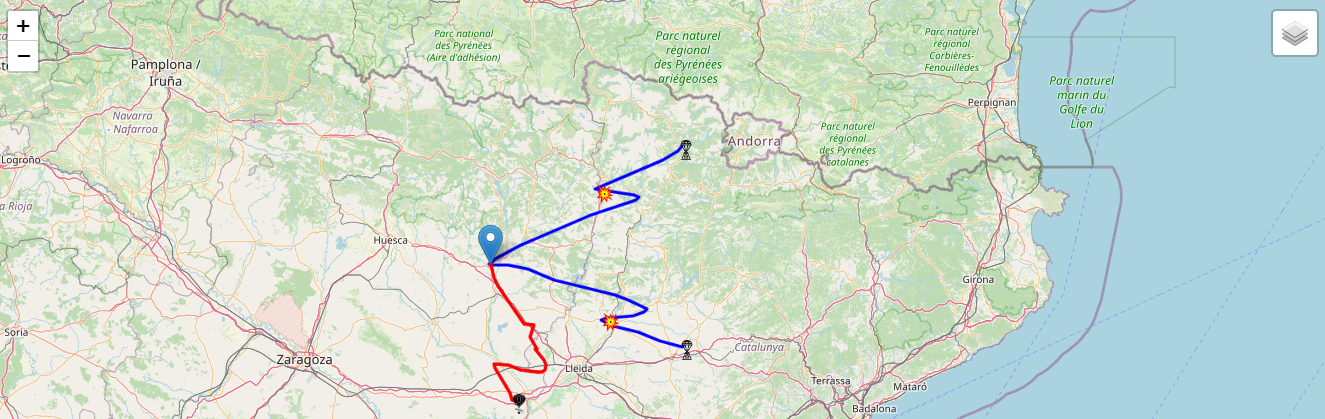 +
−
Parc national
des Pyrénées
(Aire d'adhésion)
Parc naturel
régional
des Pyrénées
ariégeoises
Parc naturel
régional
Corbières-
Fenouillèdes
Pamplona /
Iruña
Parc naturel
marin du
Golfe du
Lion
Perpignan
Navarra
- Nafarroa
Andorra
Parc naturel
régional
des Pyrénées
catalanes
Logroño
a Rioja
Huesca
Girona
Soria
Zaragoza
Catalunya
Lleida
Terrassa
Mataró
Badalona